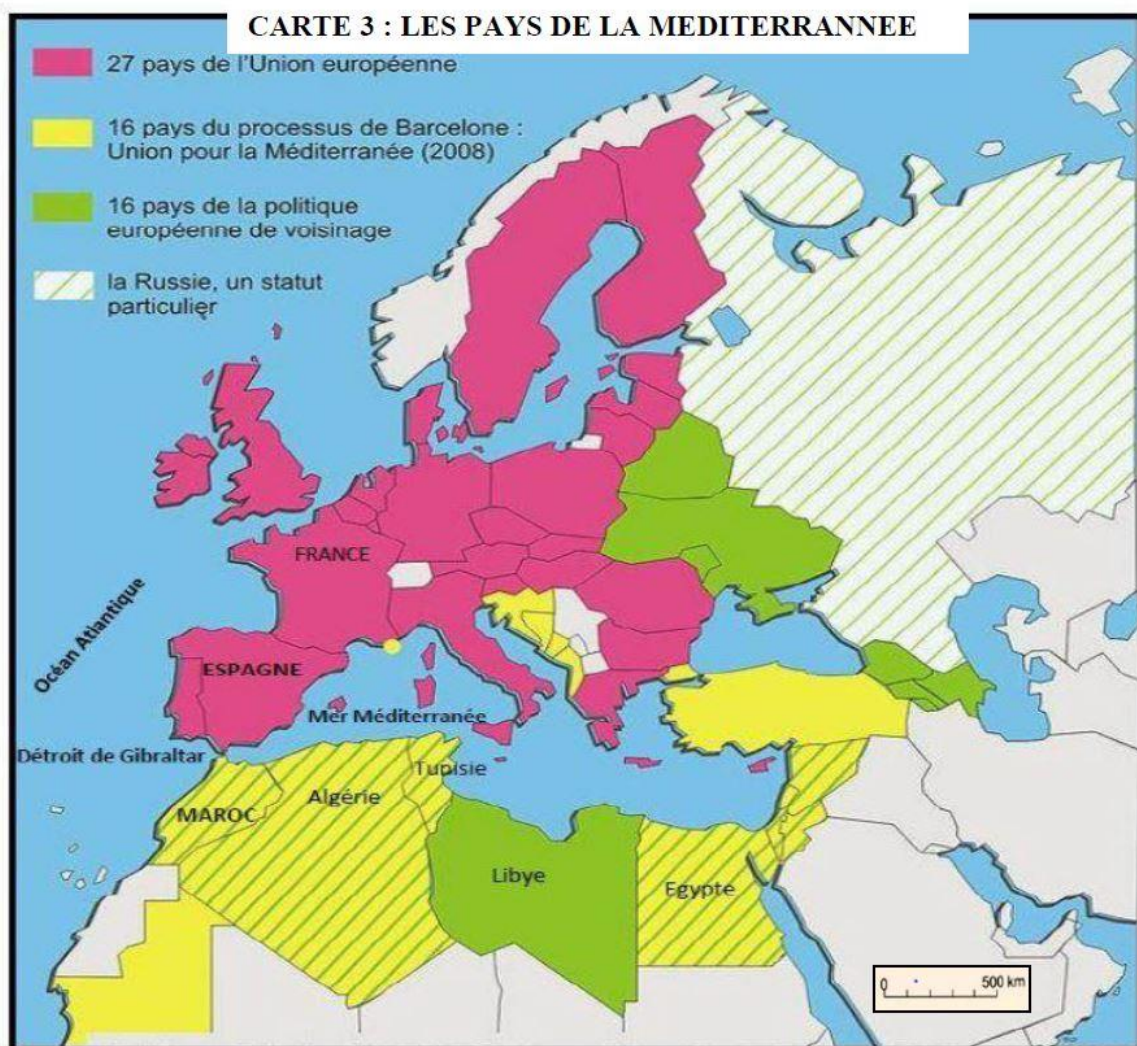 CARTE 3 : LES PAYS DE LA MEDITERRANNEE
27 pays de l'Union européenne
16 pays du processus de Barcelone :
Union pour la Méditerranée (2008)
16 pays de la politique
européenne de voisinage
la Russie, un statut
particulier
FRANCE
Océan Atlantique
ESPAGNE
Mer Méditerranée
Détroit de Gibraltar
Tunisie
Algérie
MAROC
Libye
Egypte
0 500 km